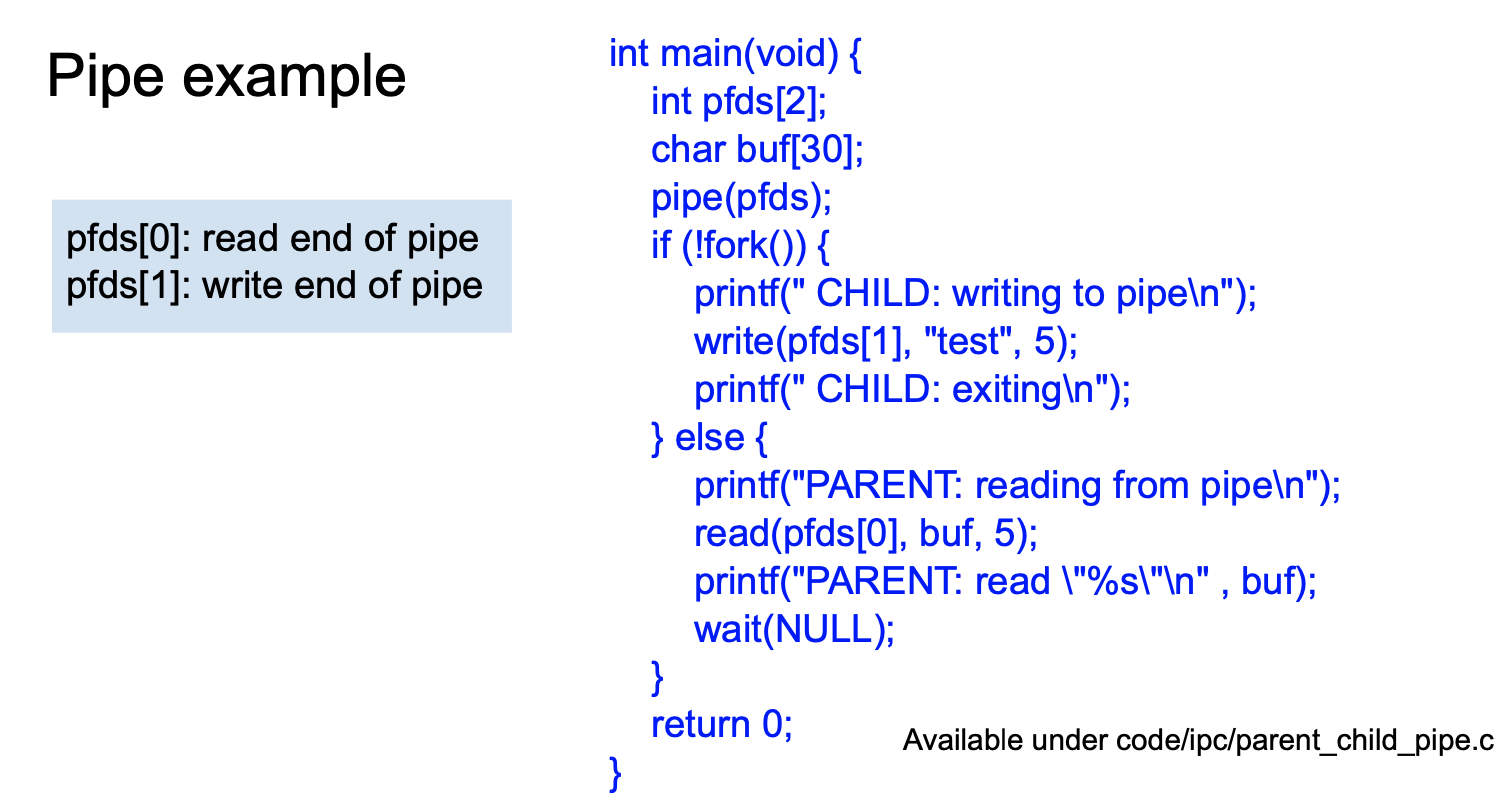 Pipe example
pfds[0]: read end of pipe
pfds[1]: write end of pipe
int main(void) {
int pfds[2];
char buf[30];
pipe(pfds);
if (!fork()) {
printf(" CHILD: writing to pipe\n");
write(pfds[1], "test", 5);
printf(" CHILD: exiting\n");
} else {
printf("PARENT: reading from pipe\n");
read(pfds[0], buf, 5);
printf("PARENT: read \"%s\"\n" , buf);
wait(NULL);
}
return 0;
}
Available under code/ipc/parent_child_pipe.c